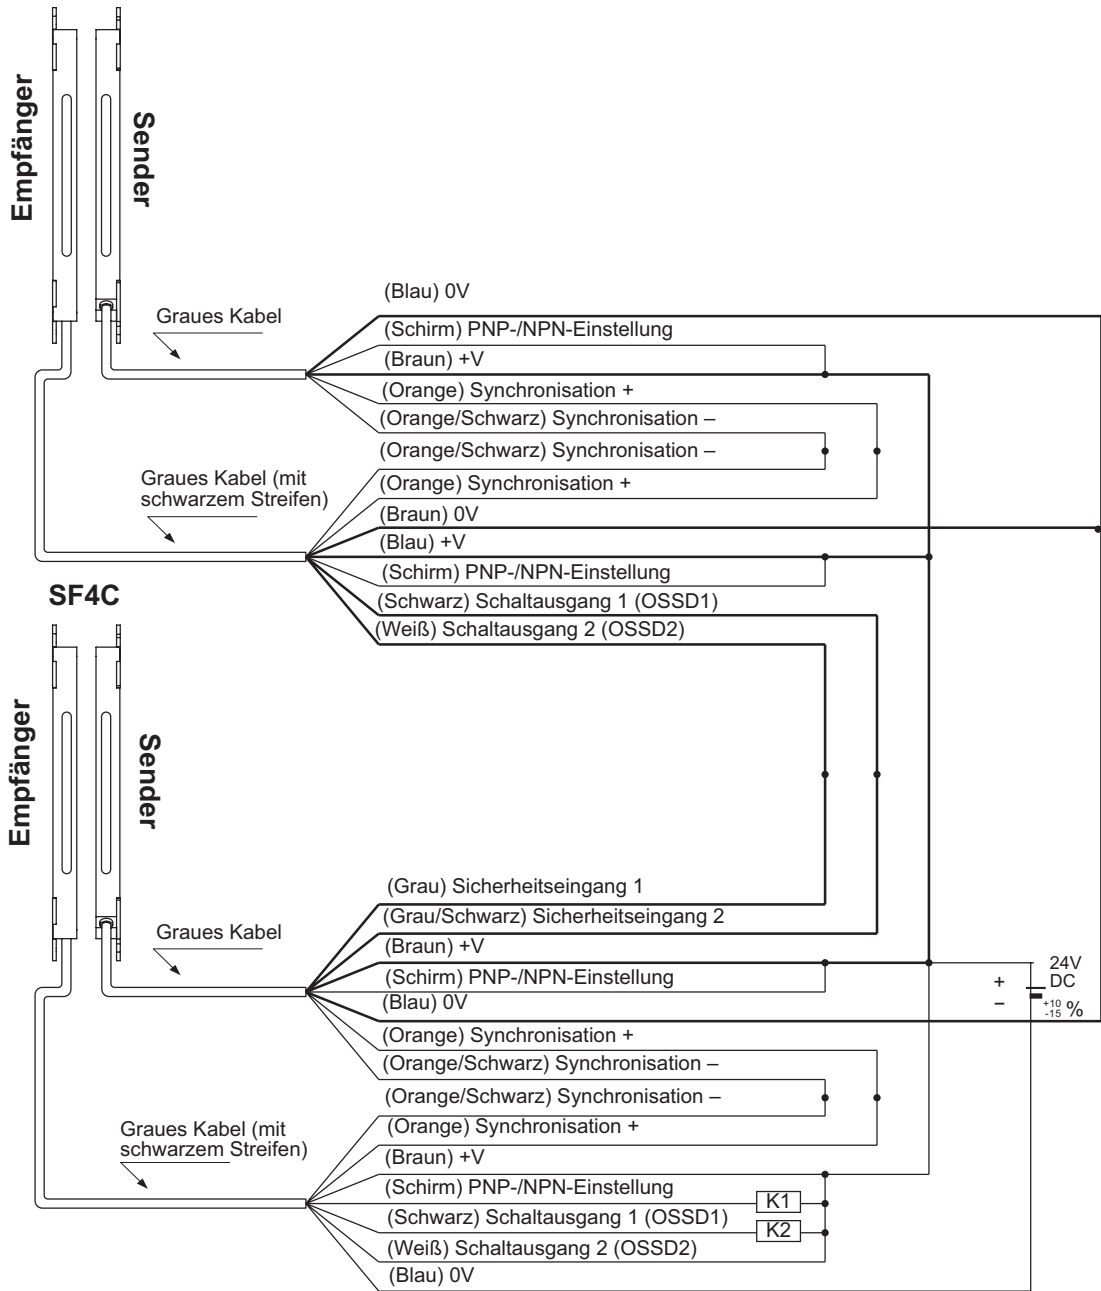 Empfänger
Sender
Graues Kabel
(Blau) 0V
(Schirm) PNP-/NPN-Einstellung
(Braun) +V
(Orange) Synchronisation +
(Orange/Schwarz) Synchronisation –
(Orange/Schwarz) Synchronisation –
(Orange) Synchronisation +
Graues Kabel (mit
schwarzem Streifen)
(Braun) 0V
(Blau) +V
(Schirm) PNP-/NPN-Einstellung
(Schwarz) Schaltausgang 1 (OSSD1)
(Weiß) Schaltausgang 2 (OSSD2)
SF4C
Empfänger
Sender
Graues Kabel
(Grau) Sicherheitseingang 1
(Grau/Schwarz) Sicherheitseingang 2
(Braun) +V
(Schirm) PNP-/NPN-Einstellung
(Blau) 0V
24V
DC
+
–
+10
-15 %
(Orange) Synchronisation +
(Orange/Schwarz) Synchronisation –
(Orange/Schwarz) Synchronisation –
(Orange) Synchronisation +
Graues Kabel (mit
schwarzem Streifen)
(Braun) +V
(Schirm) PNP-/NPN-Einstellung
K1
(Schwarz) Schaltausgang 1 (OSSD1)
K2
(Weiß) Schaltausgang 2 (OSSD2)
(Blau) 0V